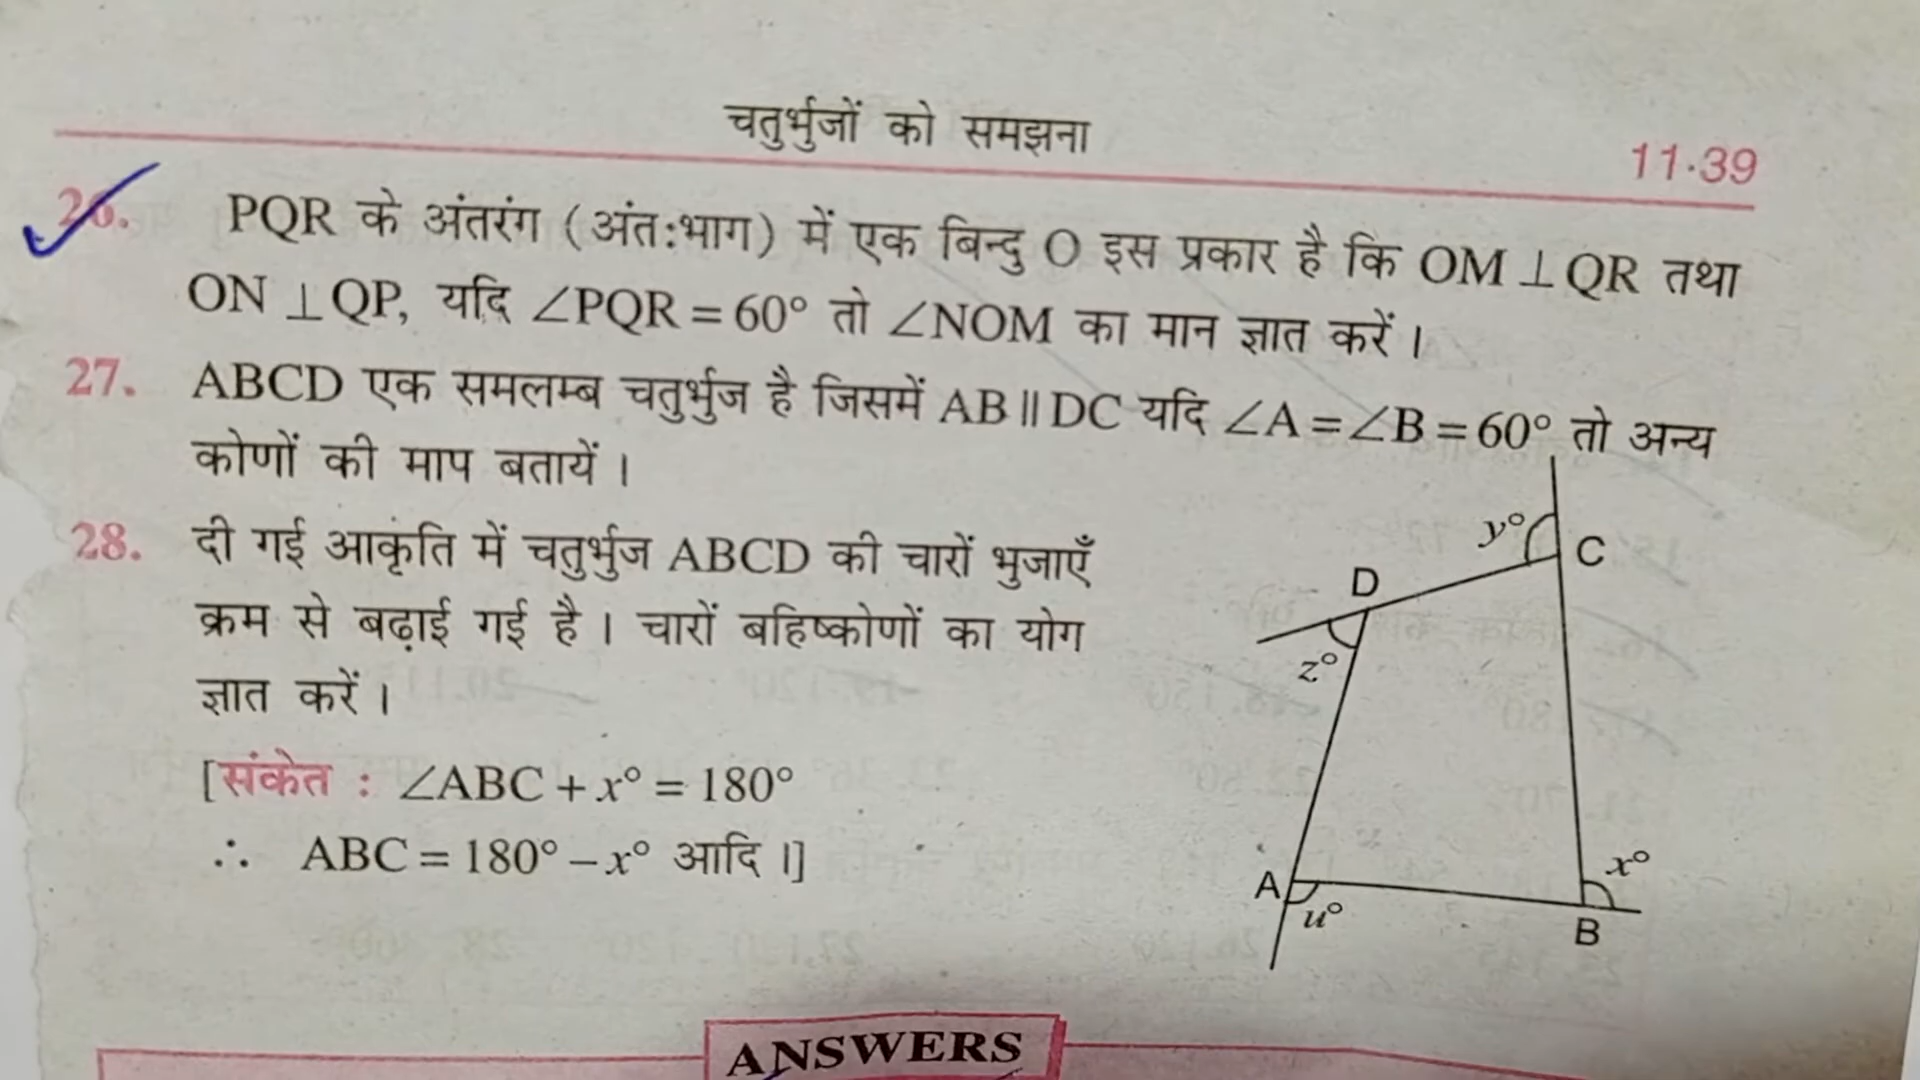 चतुर्भुजों को समझना
11·39
26. PQR के अंतरंग (अंत:भाग) में एक बिन्दु O इस प्रकार है कि OM ⊥ QR तथा
ON ⊥ QP, यदि ∠PQR = 60° तो ∠NOM का मान ज्ञात करें ।
27. ABCD एक समलम्ब चतुर्भुज है जिसमें AB || DC यदि ∠A = ∠B = 60° तो अन्य
कोणों की माप बतायें ।
28. दी गई आकृति में चतुर्भुज ABCD की चारों भुजाएँ
क्रम से बढ़ाई गई है । चारों बहिष्कोणों का योग
ज्ञात करें ।
[संकेत : ∠ABC + x° = 180°
∴ ABC = 180° – x° आदि ।]
y°
C
D
z°
A
u°
x°
B
ANSWERS